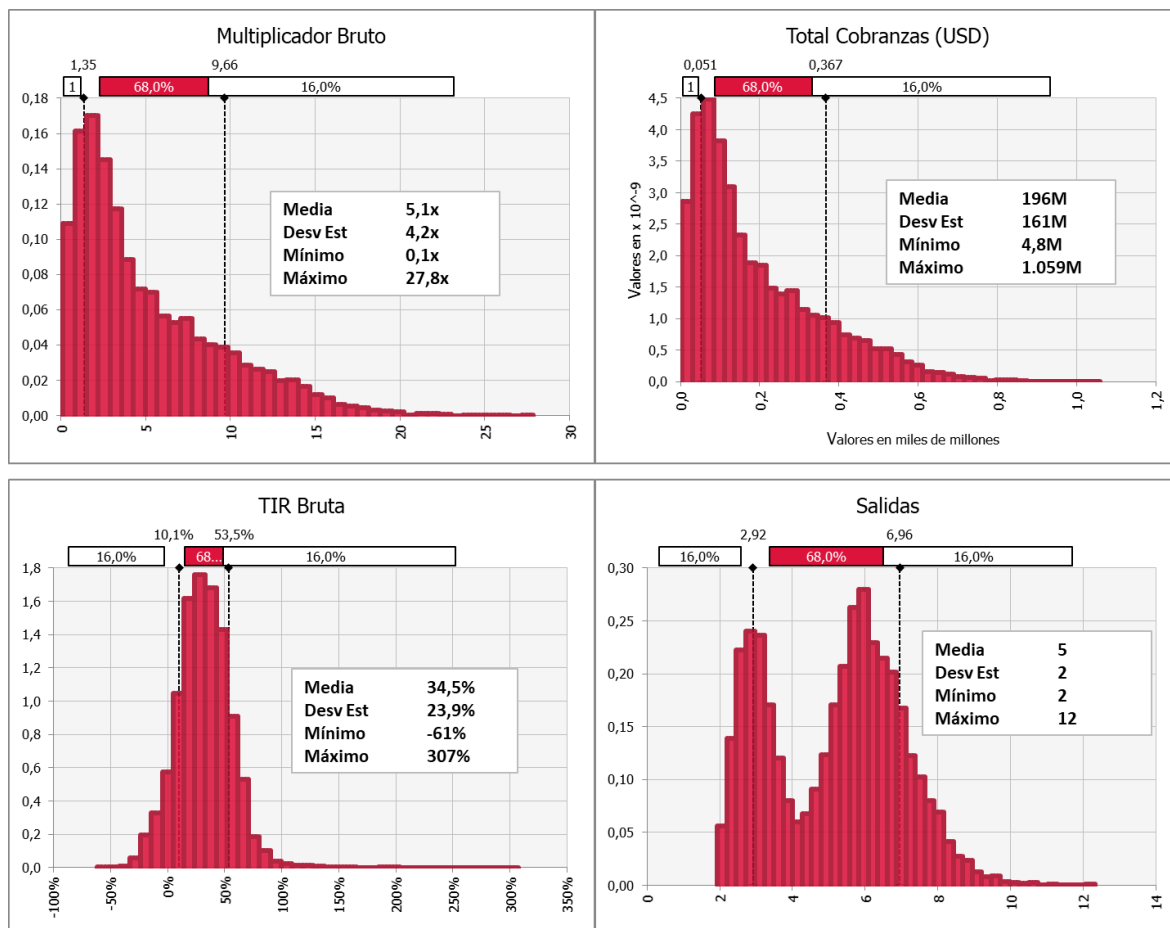 Multiplicador Bruto
1,35 9,66
1 68,0% 16,0%
0,18
0,16
0,14
0,12
0,10
0,08
0,06
0,04
0,02
0,00
Media 5,1x
Desv Est 4,2x
Mínimo 0,1x
Máximo 27,8x
0 5 10 15 20 25 30
Total Cobranzas (USD)
0,051 0,367
1 68,0% 16,0%
Valores en x 10^-9
4,5
4,0
3,5
3,0
2,5
2,0
1,5
1,0
0,5
0,0
Media 196M
Desv Est 161M
Mínimo 4,8M
Máximo 1.059M
0,0 0,2 0,4 0,6 0,8 1,0 1,2
Valores en miles de millones
TIR Bruta
10,1% 53,5%
16,0% 68... 16,0%
1,8
1,6
1,4
1,2
1,0
0,8
0,6
0,4
0,2
0,0
Media 34,5%
Desv Est 23,9%
Mínimo -61%
Máximo 307%
-100% -50% 0% 50% 100% 150% 200% 250% 300% 350%
Salidas
2,92 6,96
16,0% 68,0% 16,0%
0,30
0,25
0,20
0,15
0,10
0,05
0,00
Media 5
Desv Est 2
Mínimo 2
Máximo 12
0 2 4 6 8 10 12 14